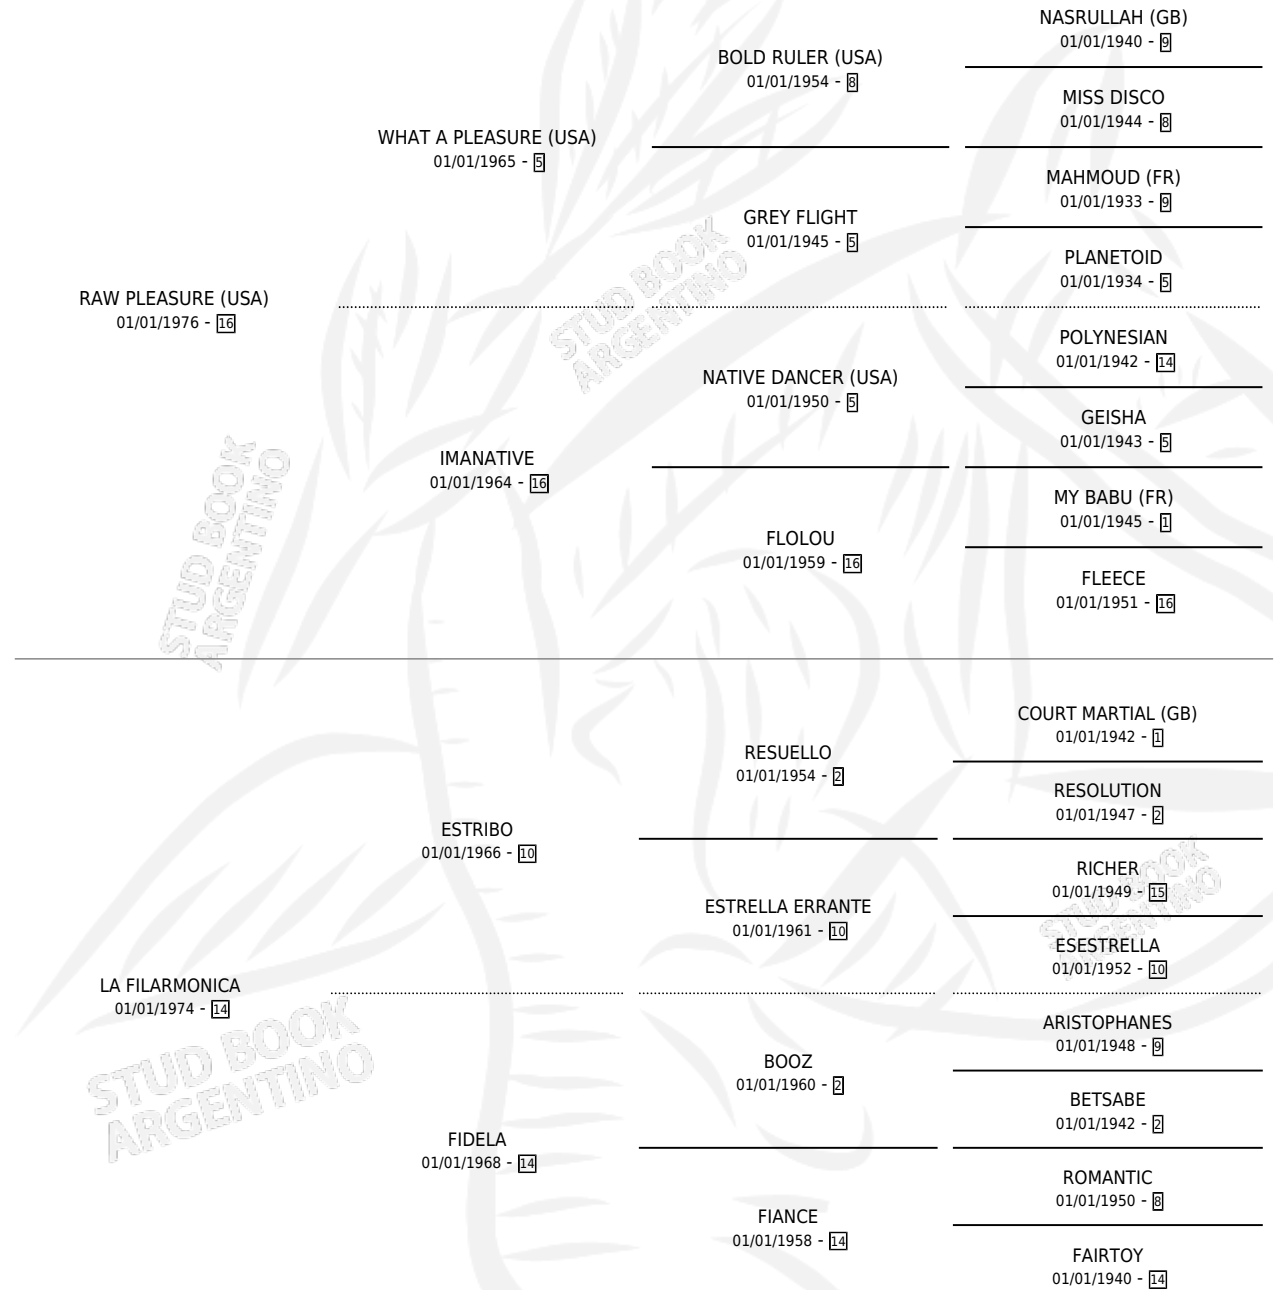 NASRULLAH (GB)
01/01/1940 - 9
BOLD RULER (USA)
01/01/1954 - 8
MISS DISCO
01/01/1944 - 8
WHAT A PLEASURE (USA)
01/01/1965 - 5
MAHMOUD (FR)
01/01/1933 - 9
GREY FLIGHT
01/01/1945 - 5
PLANETOID
01/01/1934 - 5
RAW PLEASURE (USA)
01/01/1976 - 16
POLYNESIAN
01/01/1942 - 14
NATIVE DANCER (USA)
01/01/1950 - 5
GEISHA
01/01/1943 - 5
IMANATIVE
01/01/1964 - 16
MY BABU (FR)
01/01/1945 - 1
FLOLOU
01/01/1959 - 16
FLEECE
01/01/1951 - 16
COURT MARTIAL (GB)
01/01/1942 - 1
RESUELLO
01/01/1954 - 2
RESOLUTION
01/01/1947 - 2
ESTRIBO
01/01/1966 - 10
RICHER
01/01/1949 - 15
ESTRELLA ERRANTE
01/01/1961 - 10
ESESTRELLA
01/01/1952 - 10
LA FILARMONICA
01/01/1974 - 14
ARISTOPHANES
01/01/1948 - 9
BOOZ
01/01/1960 - 2
BETSABE
01/01/1942 - 2
FIDELA
01/01/1968 - 14
ROMANTIC
01/01/1950 - 8
FIANCE
01/01/1958 - 14
FAIRTOY
01/01/1940 - 14
STUD BOOK
ARGENTINO
STUD BOOK
ARGENTINO
STUD BOOK
ARGENTINO
STUD BOOK
ARGENTINO